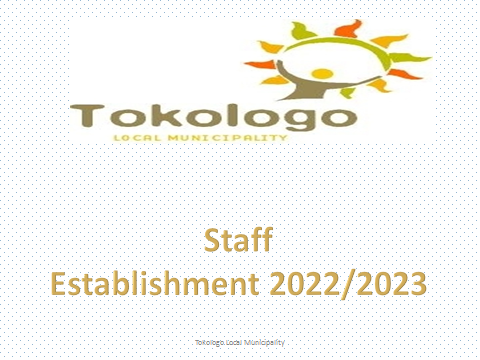 Tokologo
LOCAL MUNICIPALITY
Staff
Establishment 2022/2023
Tokologo Local Municipality